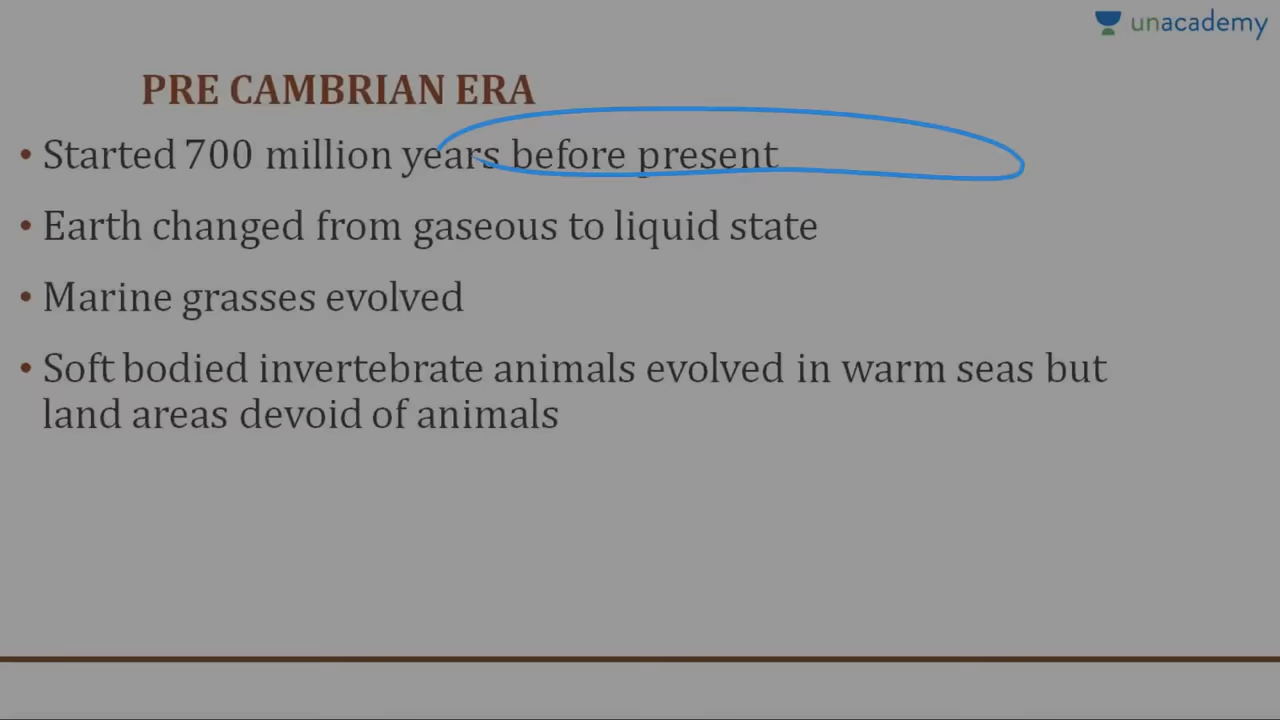 unacademy
PRE CAMBRIAN ERA
• Started 700 million years before present
• Earth changed from gaseous to liquid state
• Marine grasses evolved
• Soft bodied invertebrate animals evolved in warm seas but
land areas devoid of animals